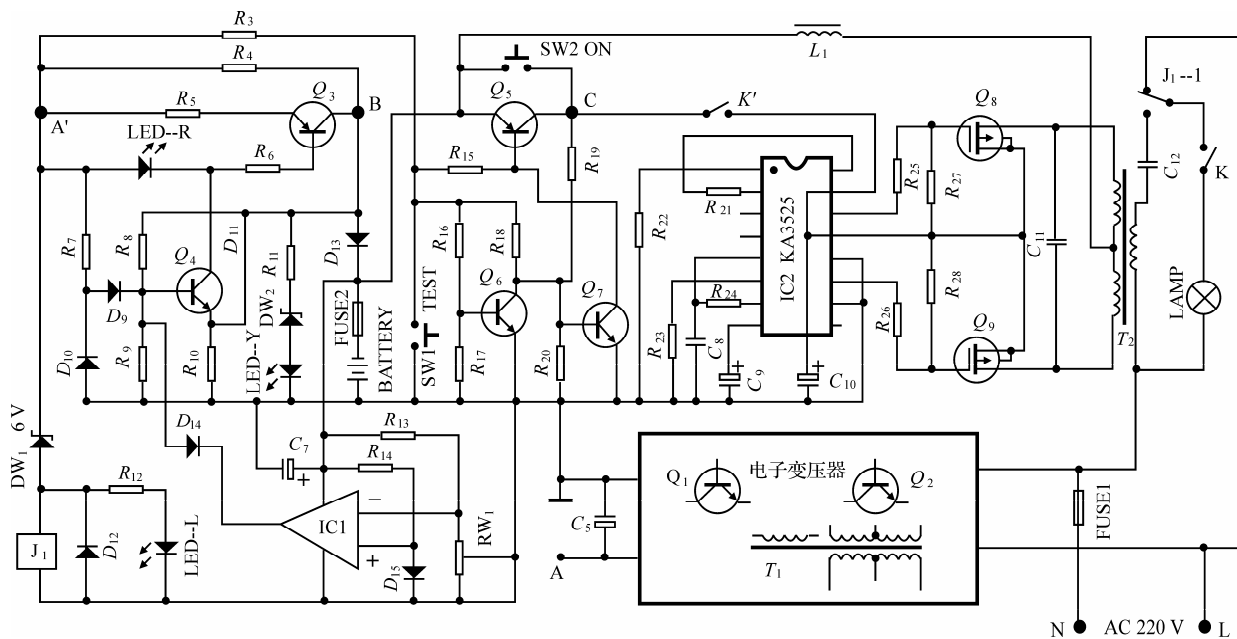 R3
R4
SW2 ON
L1
J1 --1
Q3
Q5
Q8
R5
B
C
K'
A'
LED--R
R6
R15
R19
C12
K
R25
R27
R21
R22
R7
R8
D11
R11
D13
R16
R18
IC2 KA3525
C11
Q4
Q6
Q7
TEST
FUSE2
DW2
R24
R28
LAMP
D9
R26
Q9
T2
D10
R9
R10
LED--Y
BATTERY
SW1
R17
R20
R23
C8
C9
C10
DW1 6 V
D14
C7
R13
R14
R12
电子变压器
Q1
Q2
IC1
RW1
C5
FUSE1
J1
D12
LED--L
D15
A
T1
N
AC 220 V
L